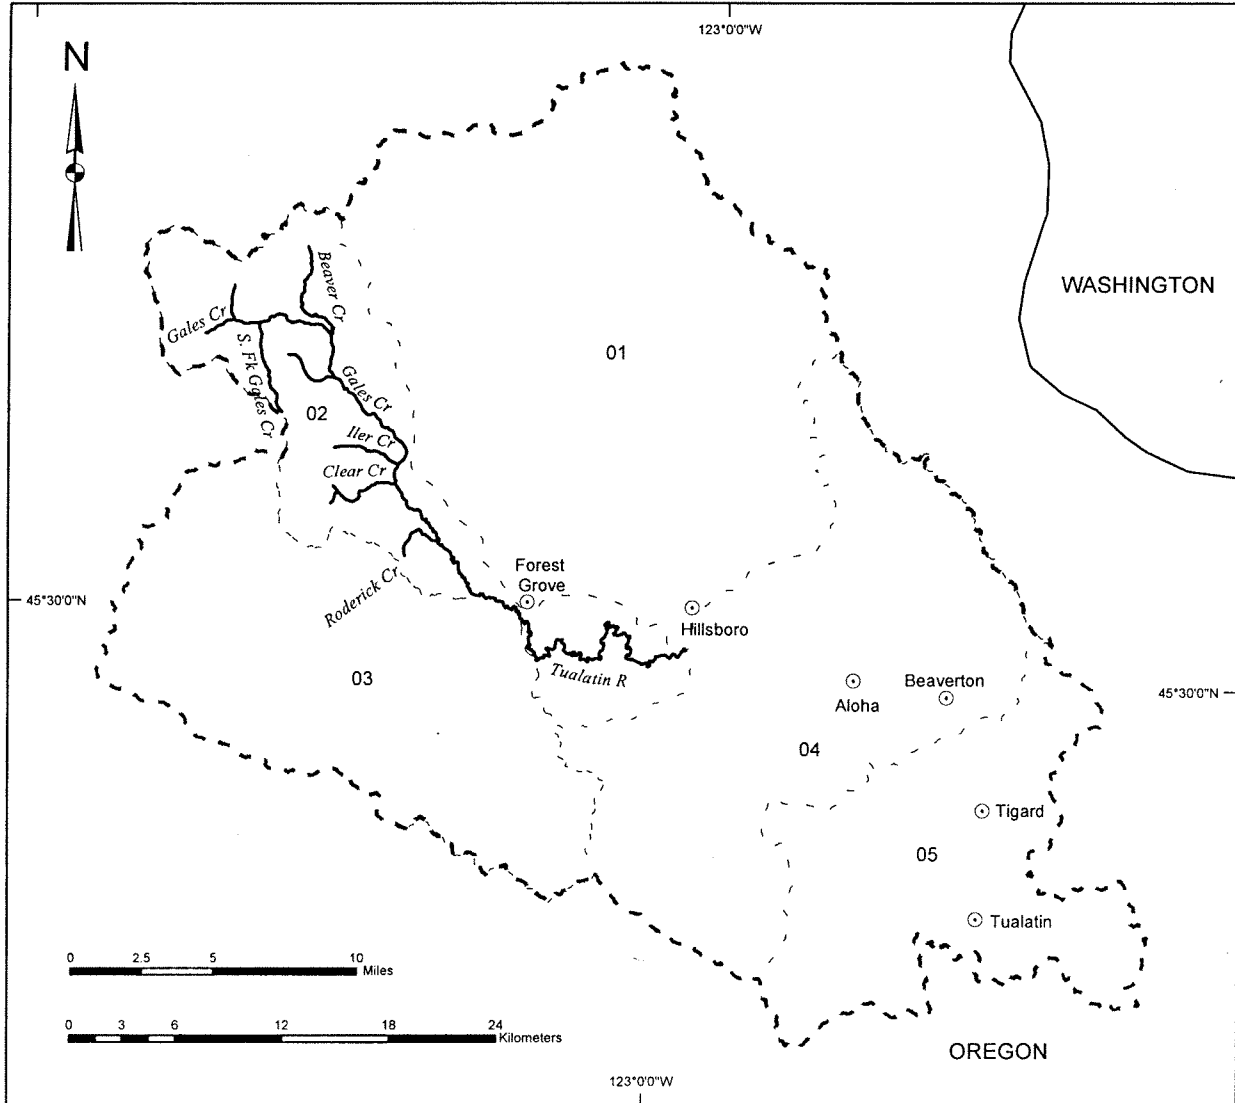 123°0'0"W
N
WASHINGTON
Beaver Cr
Gales Cr
S. Fk Gales Cr
01
Gales Cr
02
Iler Cr
Clear Cr
Forest
Grove
Roderick Cr
45°30'0"N
Hillsboro
Tualatin R
03
Beaverton
45°30'0"N
Aloha
04
Tigard
05
Tualatin
0 2.5 5 10
Miles
0 3 6 12 18 24
Kilometers
OREGON
123°0'0"W